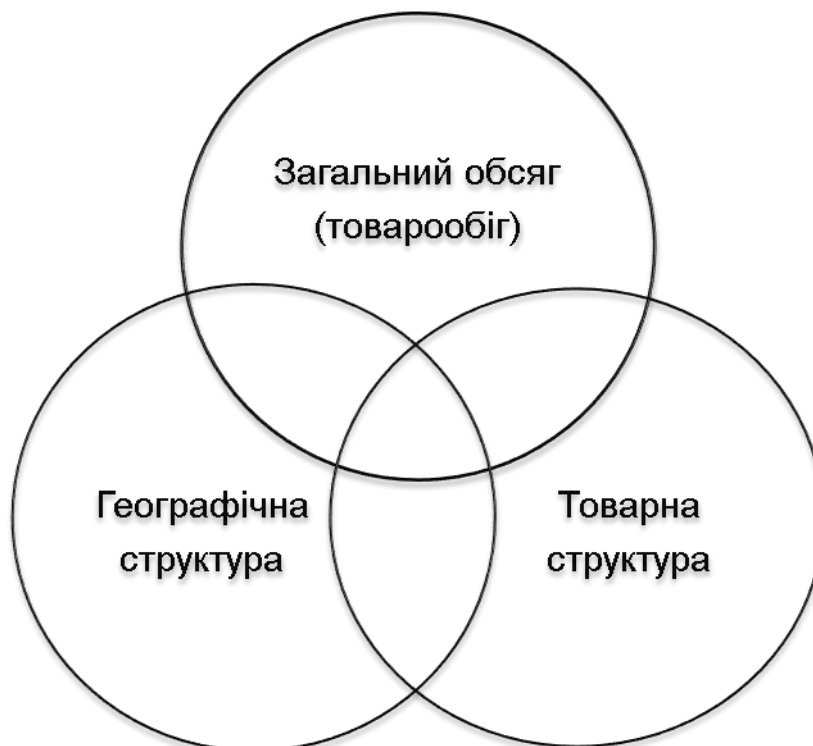 Загальний обсяг
(товарообіг)
Географічна
структура
Товарна
структура